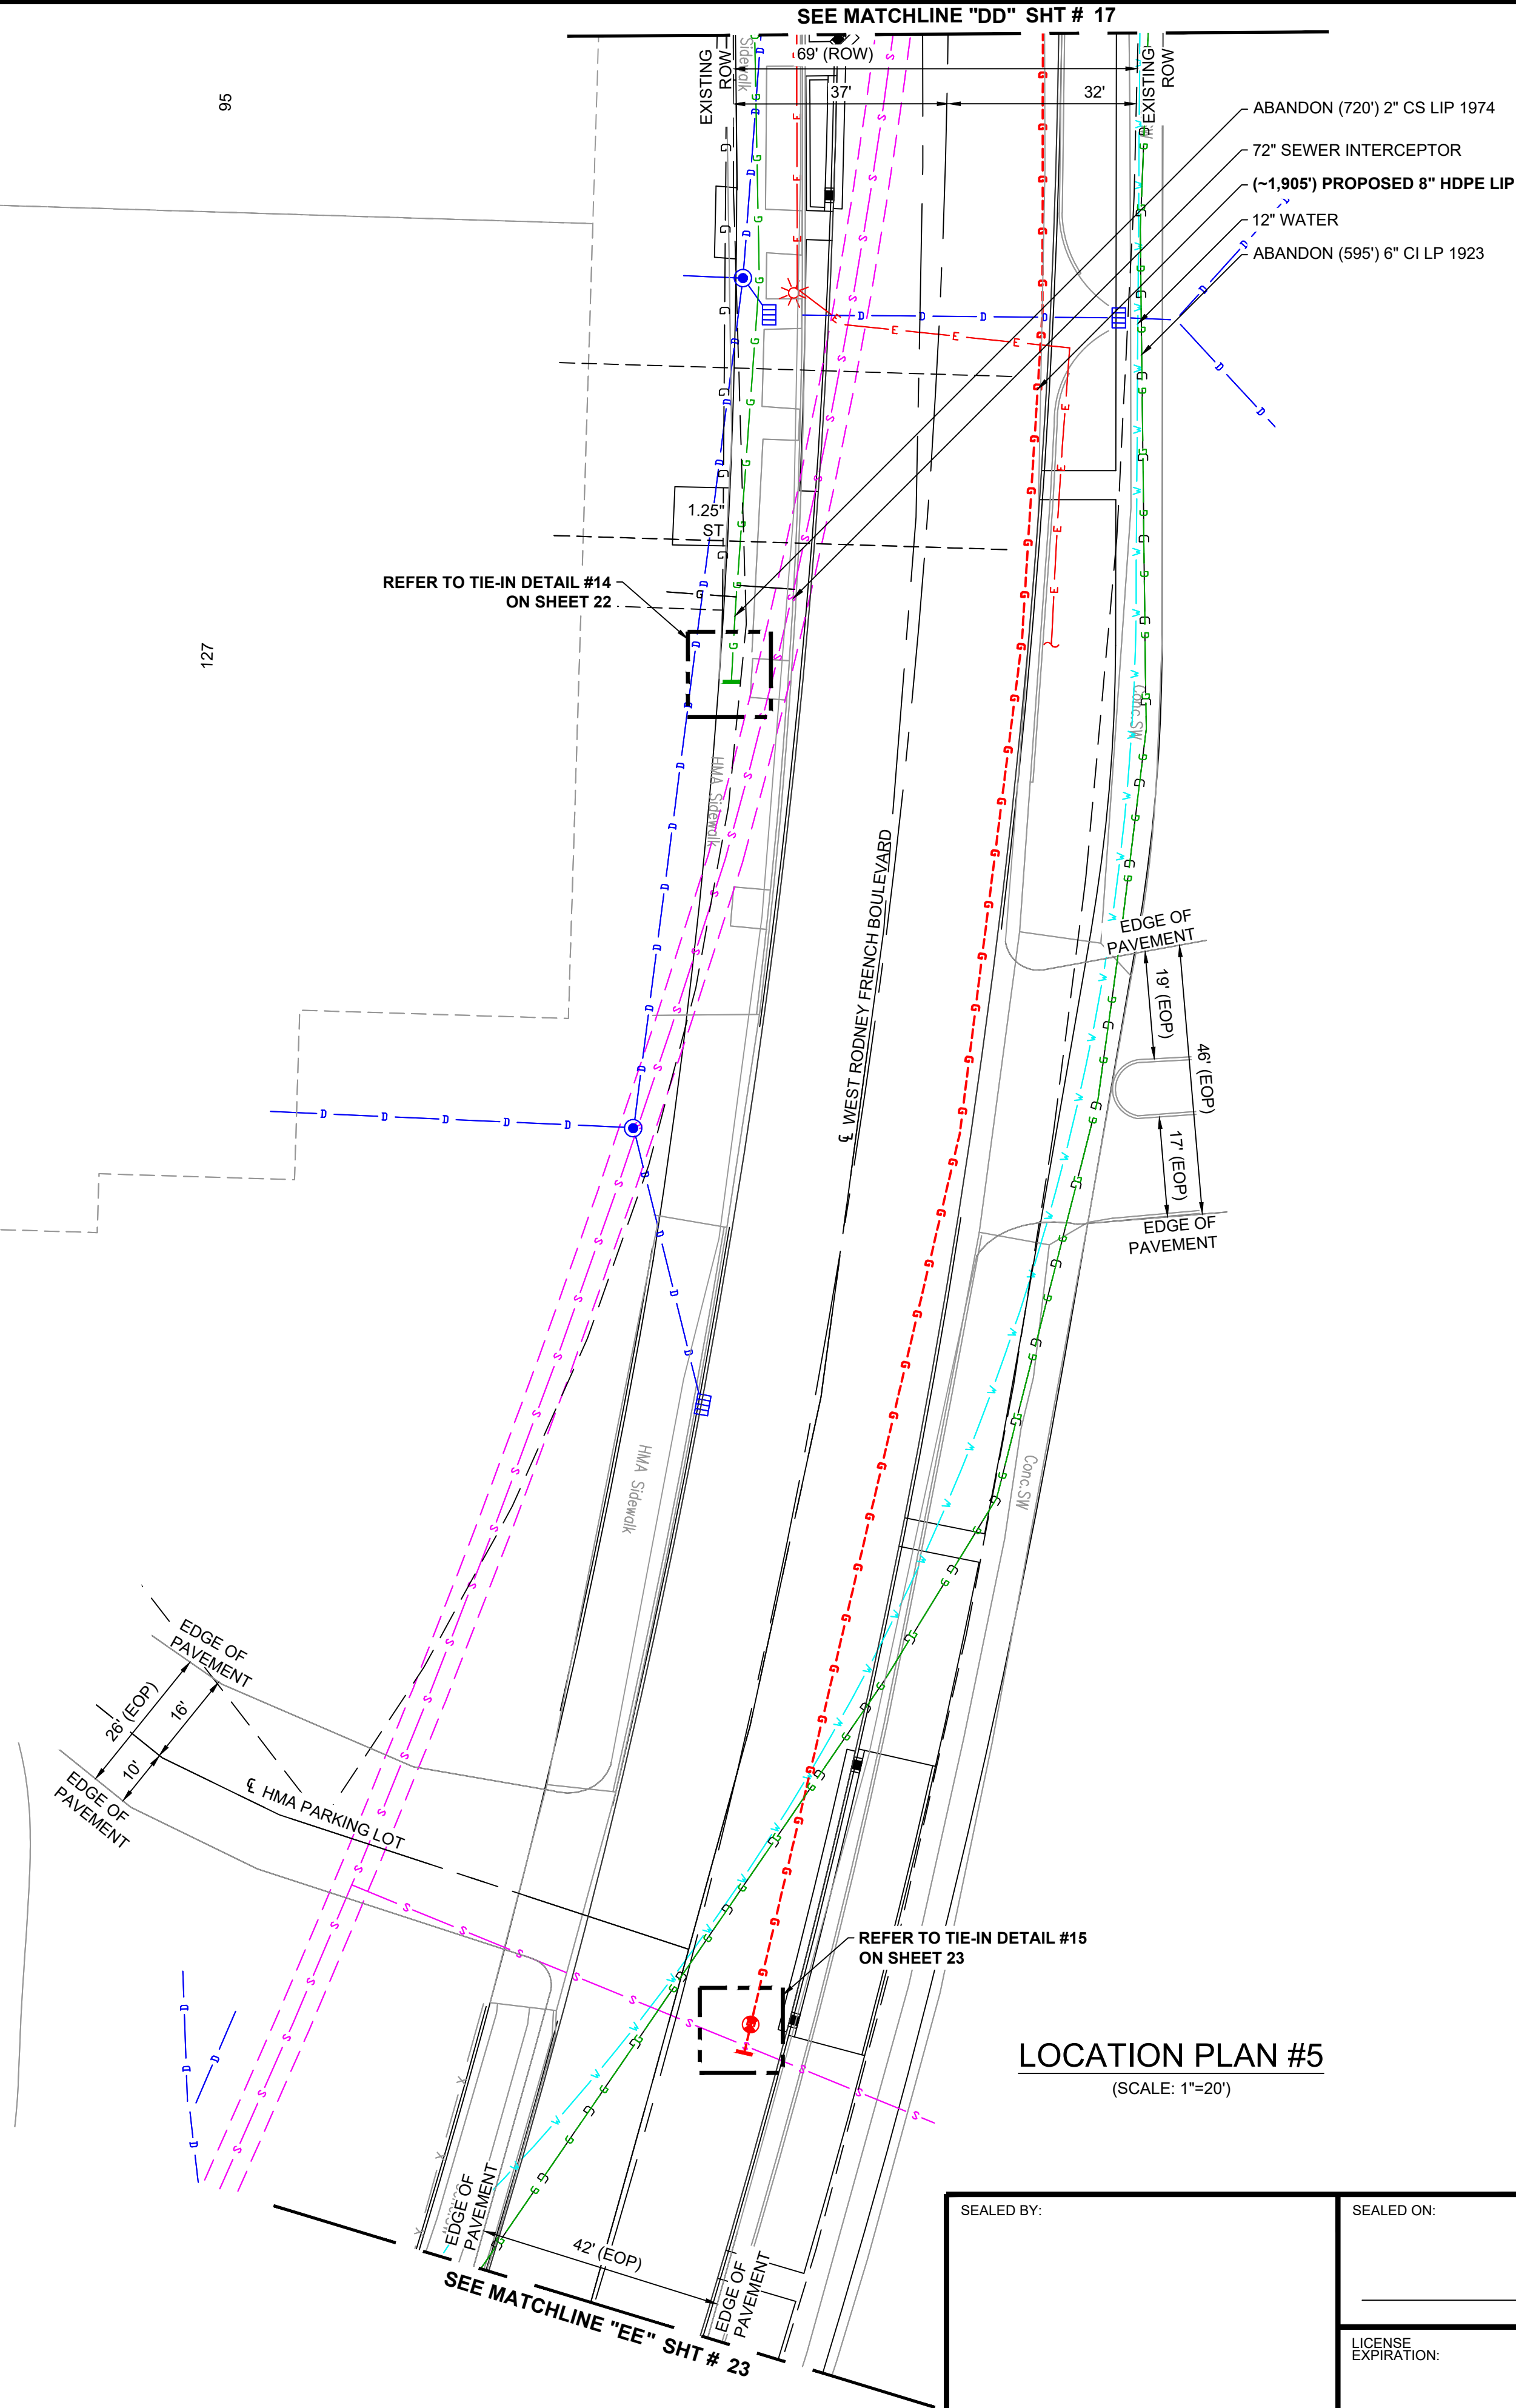 SEE MATCHLINE "DD" SHT # 17
69' (ROW)
37'
32'
EXISTING
ROW
EXISTING
ROW
Sidewalk
95
ABANDON (720') 2" CS LIP 1974
72" SEWER INTERCEPTOR
(~1,905') PROPOSED 8" HDPE LIP
12" WATER
ABANDON (595') 6" CI LP 1923
1.25"
ST
REFER TO TIE-IN DETAIL #14
ON SHEET 22
127
Conc.SW
HMA Sidewalk
℄ WEST RODNEY FRENCH BOULEVARD
EDGE OF
PAVEMENT
19' (EOP)
46' (EOP)
17' (EOP)
EDGE OF
PAVEMENT
HMA Sidewalk
Conc.SW
EDGE OF
PAVEMENT
26' (EOP)
16'
10'
EDGE OF
PAVEMENT
℄ HMA PARKING LOT
REFER TO TIE-IN DETAIL #15
ON SHEET 23
LOCATION PLAN #5
(SCALE: 1"=20')
EDGE OF
PAVEMENT
42' (EOP)
EDGE OF
PAVEMENT
SEE MATCHLINE "EE" SHT # 23
SEALED BY:
SEALED ON:
LICENSE
EXPIRATION: